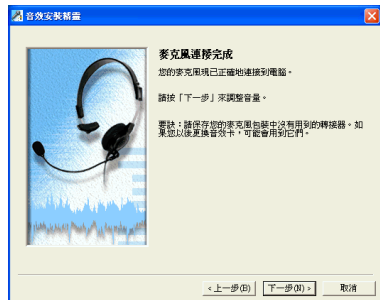 音效安裝精靈
麥克風連接完成
您的麥克風現已正確地連接到電腦。
請按「下一步」來調整音量。
要訣：請保存您的麥克風包裝中沒有用到的轉接器。如
果您以後更換音效卡，可能會用到它們。
<上一步(B)
下一步(N)>
取消